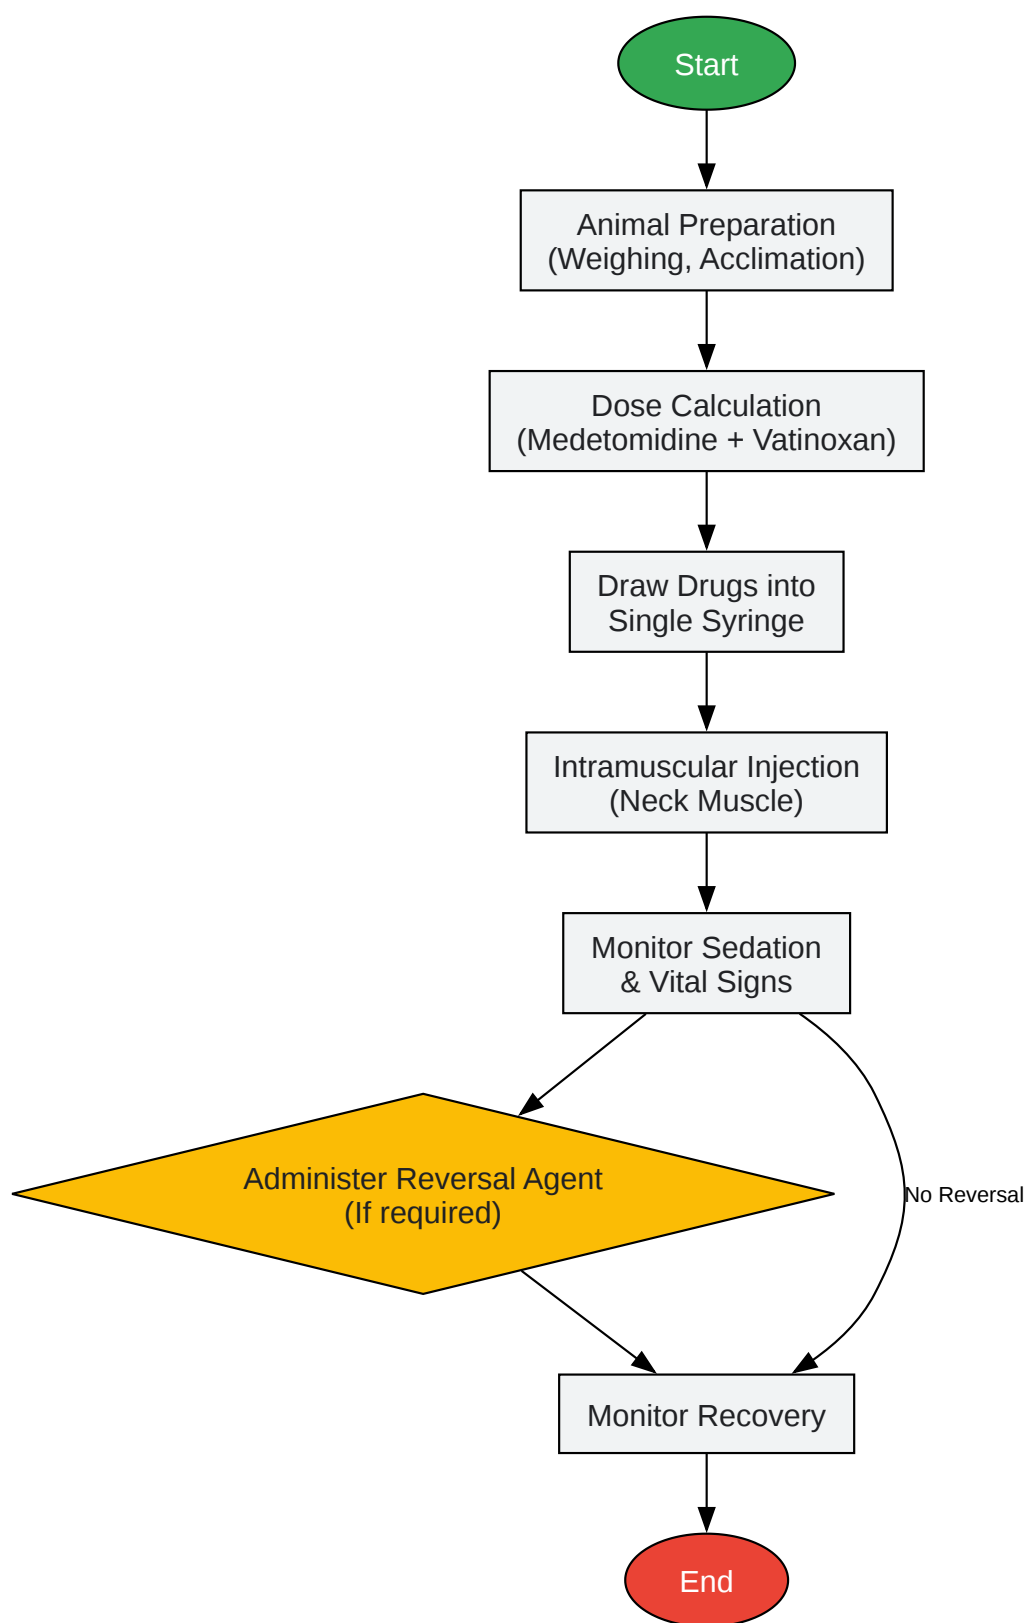 Start
Animal Preparation
(Weighing, Acclimation)
Dose Calculation
(Medetomidine + Vatinoxan)
Draw Drugs into
Single Syringe
Intramuscular Injection
(Neck Muscle)
Monitor Sedation
& Vital Signs
Administer Reversal Agent
(If required)
No Reversal
Monitor Recovery
End